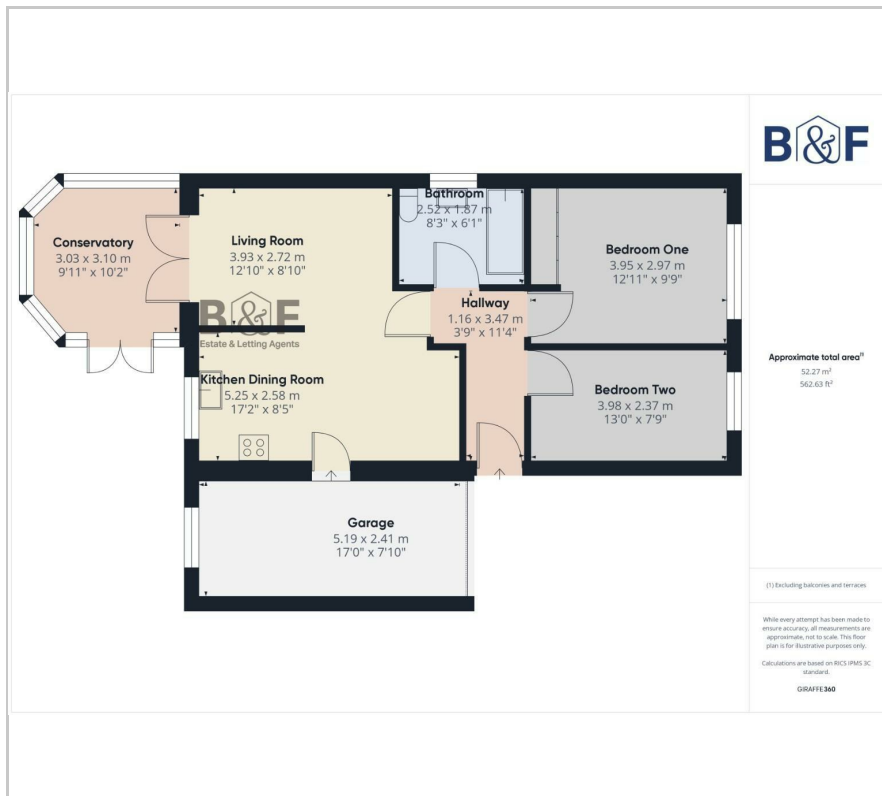 B&F
Conservatory
3.03 x 3.10 m
9'11" x 10'2"
Living Room
3.93 x 2.72 m
12'10" x 8'10"
B&F
Estate & Letting Agents
Kitchen Dining Room
5.25 x 2.58 m
17'2" x 8'5"
Bathroom
2.52 x 1.87 m
8'3" x 6'1"
Hallway
1.16 x 3.47 m
3'9" x 11'4"
Bedroom One
3.95 x 2.97 m
12'11" x 9'9"
Bedroom Two
3.98 x 2.37 m
13'0" x 7'9"
Garage
5.19 x 2.41 m
17'0" x 7'10"
Approximate total area⁽¹⁾
52.27 m²
562.63 ft²
(1) Excluding balconies and terraces
While every attempt has been made to
ensure accuracy, all measurements are
approximate, not to scale. This floor
plan is for illustrative purposes only.
Calculations are based on RICS IPMS 3C
standard.
GIRAFFE360